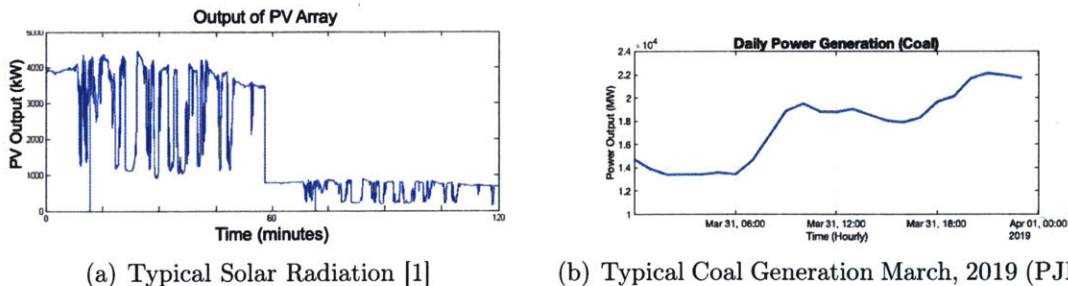 Output of PV Array
5000
4000
3000
2000
1000
0
PV Output (kW)
0 60 120
Time (minutes)
(a) Typical Solar Radiation [1]
× 10⁴
Daily Power Generation (Coal)
2.4
2.2
2
1.8
1.6
1.4
1.2
1
Power Output (MW)
Mar 31, 06:00 Mar 31, 12:00 Mar 31, 18:00 Apr 01, 00:00
Time (Hourly) 2019
(b) Typical Coal Generation March, 2019 (PJ